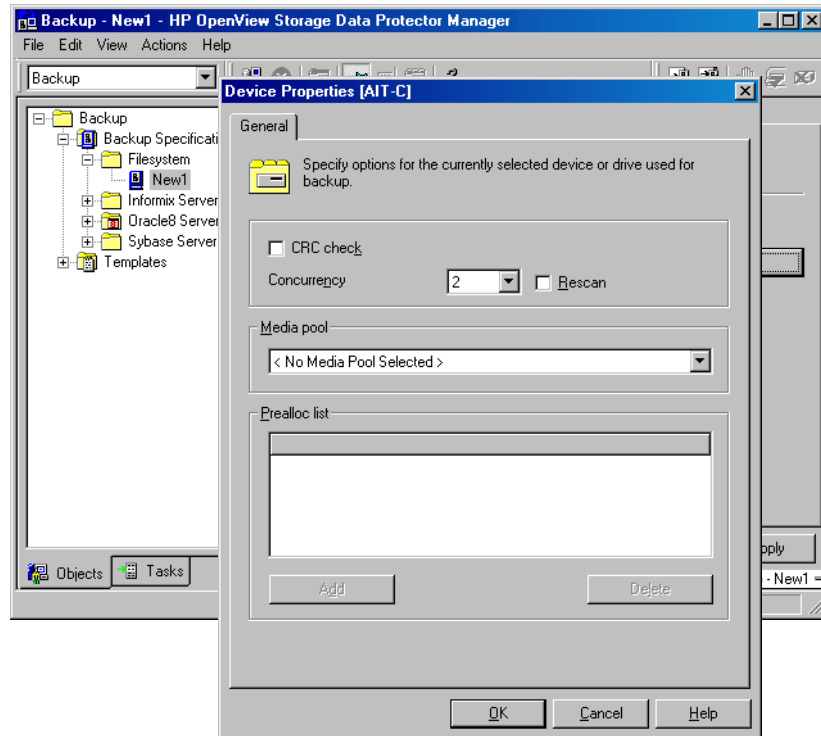 Backup - New1 - HP OpenView Storage Data Protector Manager
File Edit View Actions Help
Backup
Device Properties [AIT-C]
General
Specify options for the currently selected device or drive used for
backup.
CRC check
Concurrency 2 Rescan
Media pool
< No Media Pool Selected >
Prealloc list
Add Delete
OK Cancel Help
Backup
Backup Specificati
Filesystem
New1
Informix Server
Oracle8 Server
Sybase Server
Templates
Objects Tasks
pply
- New1 =